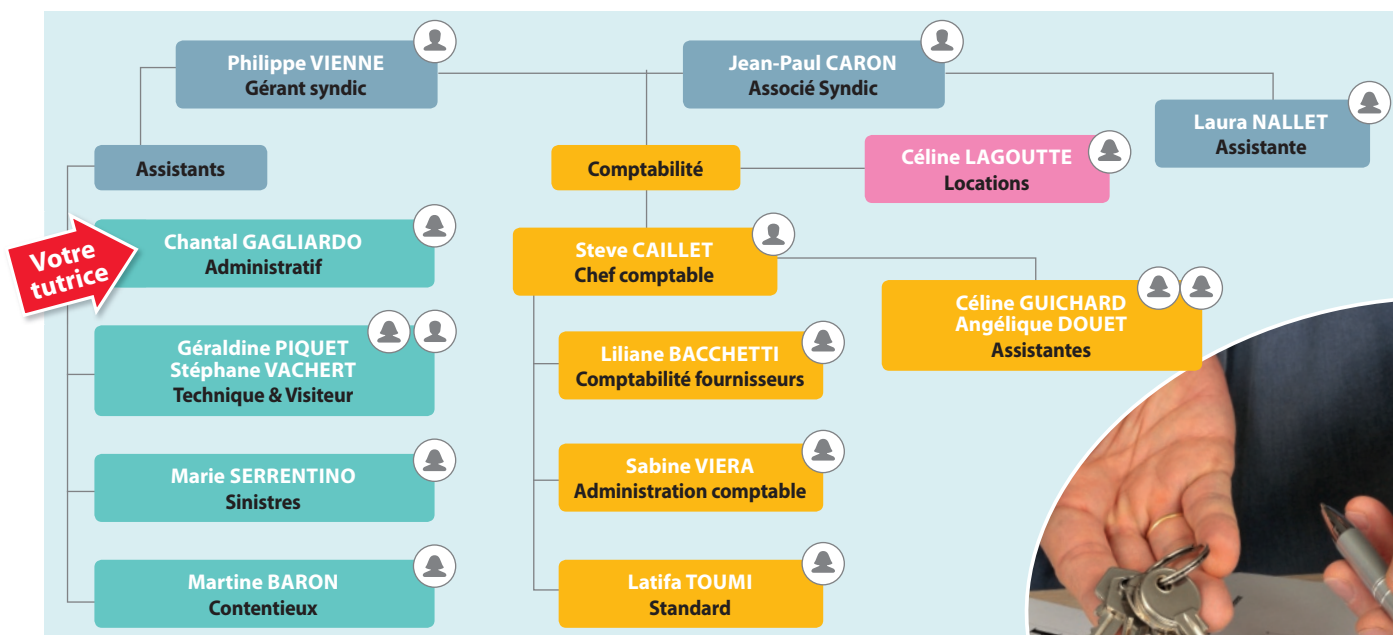 Philippe VIENNE
Gérant syndic
Jean-Paul CARON
Associé Syndic
Laura NALLET
Assistante
Assistants
Comptabilité
Céline LAGOUTTE
Locations
Votre
tutrice
Chantal GAGLIARDO
Administratif
Steve CAILLET
Chef comptable
Céline GUICHARD
Angélique DOUET
Assistantes
Géraldine PIQUET
Stéphane VACHERT
Technique & Visiteur
Liliane BACCHETTI
Comptabilité fournisseurs
Marie SERRENTINO
Sinistres
Sabine VIERA
Administration comptable
Martine BARON
Contentieux
Latifa TOUMI
Standard